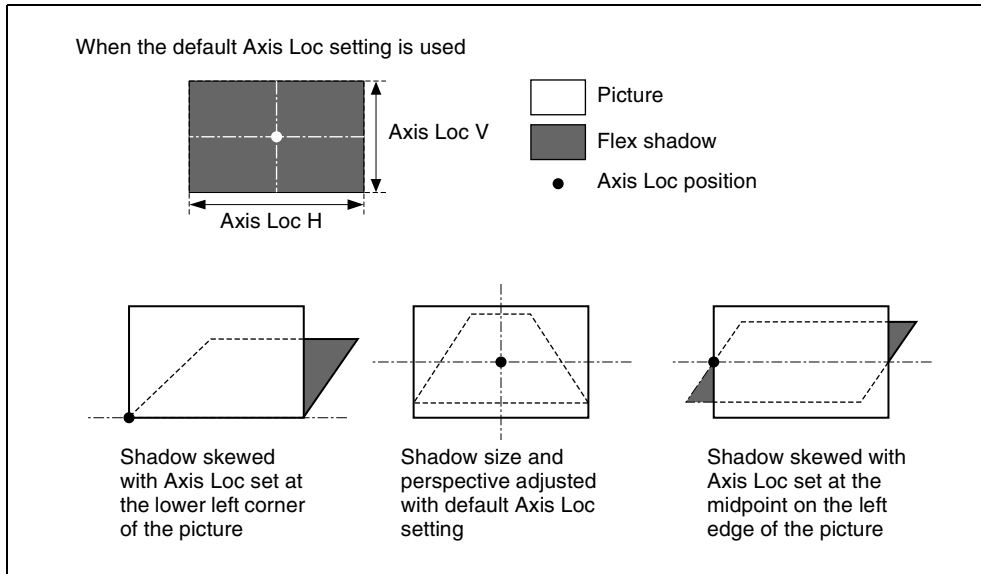 When the default Axis Loc setting is used
Axis Loc V
Axis Loc H
Picture
Flex shadow
Axis Loc position
Shadow skewed
with Axis Loc set at
the lower left corner
of the picture
Shadow size and
perspective adjusted
with default Axis Loc
setting
Shadow skewed with
Axis Loc set at the
midpoint on the left
edge of the picture